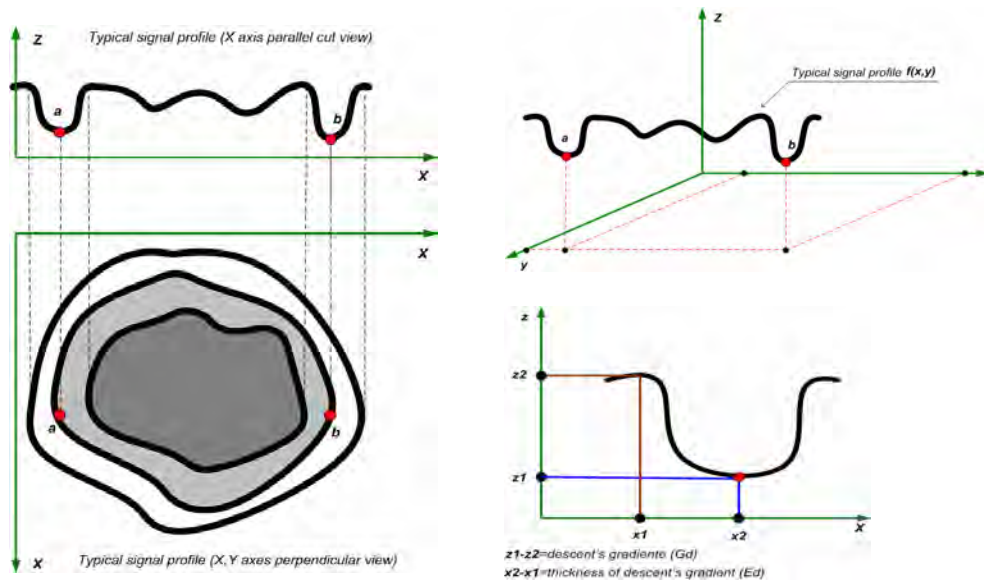 z
Typical signal profile (X axis parallel cut view)
a
b
X
X
a
b
X
Typical signal profile (X,Y axes perpendicular view)
z
Typical signal profile f(x,y)
a
b
y
z
z2
z1
x1
x2
X
z1-z2=descent's gradiente (Gd)
x2-x1=thickness of descent's gradient (Ed)